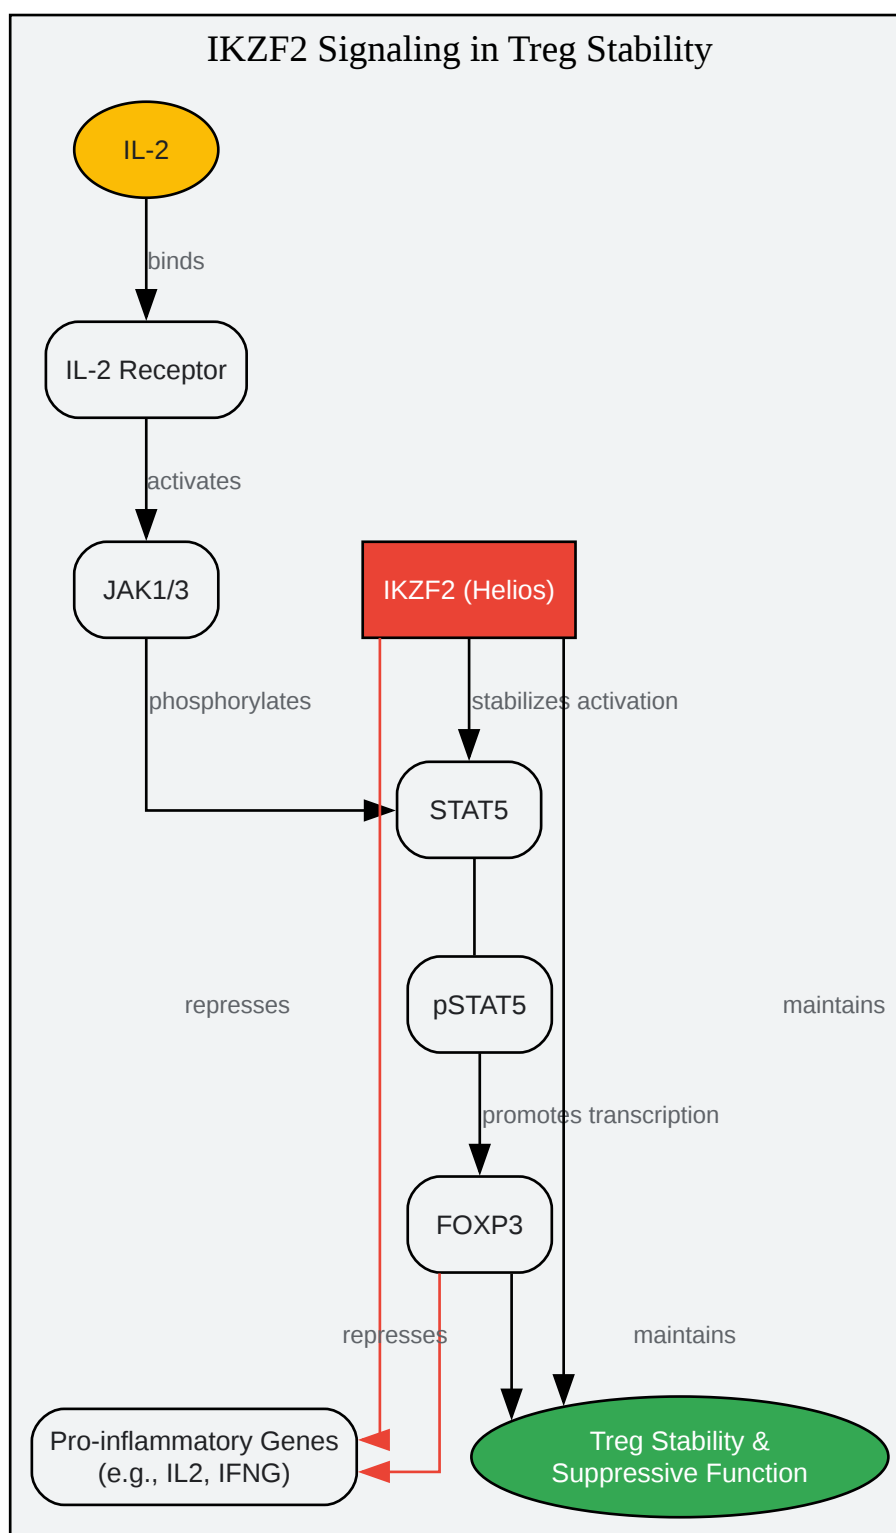 IKZF2 Signaling in Treg Stability
IL-2
binds
IL-2 Receptor
activates
JAK1/3
IKZF2 (Helios)
phosphorylates
stabilizes activation
STAT5
represses
pSTAT5
maintains
promotes transcription
FOXP3
represses
maintains
Pro-inflammatory Genes
(e.g., IL2, IFNG)
Treg Stability &
Suppressive Function